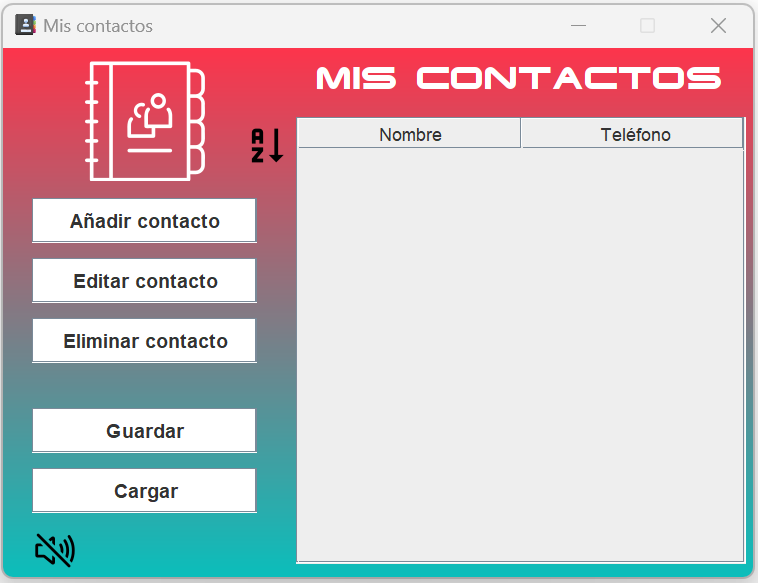 Mis contactos
MIS CONTACTOS
A
Z
Nombre
Teléfono
Añadir contacto
Editar contacto
Eliminar contacto
Guardar
Cargar